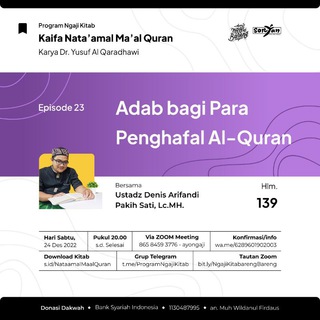 Program Ngaji Kitab
Kaifa Nata'amal Ma'al Quran
Karya Dr. Yusuf Al Qaradhawi
Episode 23
Adab bagi Para
Penghafal Al-Quran
Bersama
Ustadz Denis Arifandi
Pakih Sati, Lc.MH.
Hlm.
139
Hari Sabtu,
24 Des 2022
Pukul 20.00
s.d. Selesai
Via ZOOM Meeting
865 8459 3776 - ayongaji
Konfirmasi/info
wa.me/6289601902003
Download Kitab
s.id/NataamalMaalQuran
Grup Telegram
t.me/ProgramNgajiKitab
Tautan Zoom
bit.ly/NgajiKitabarengBareng
Donasi Dakwah • Bank Syariah Indonesia • 1130487995 • an. Muh Wildanul Firdaus